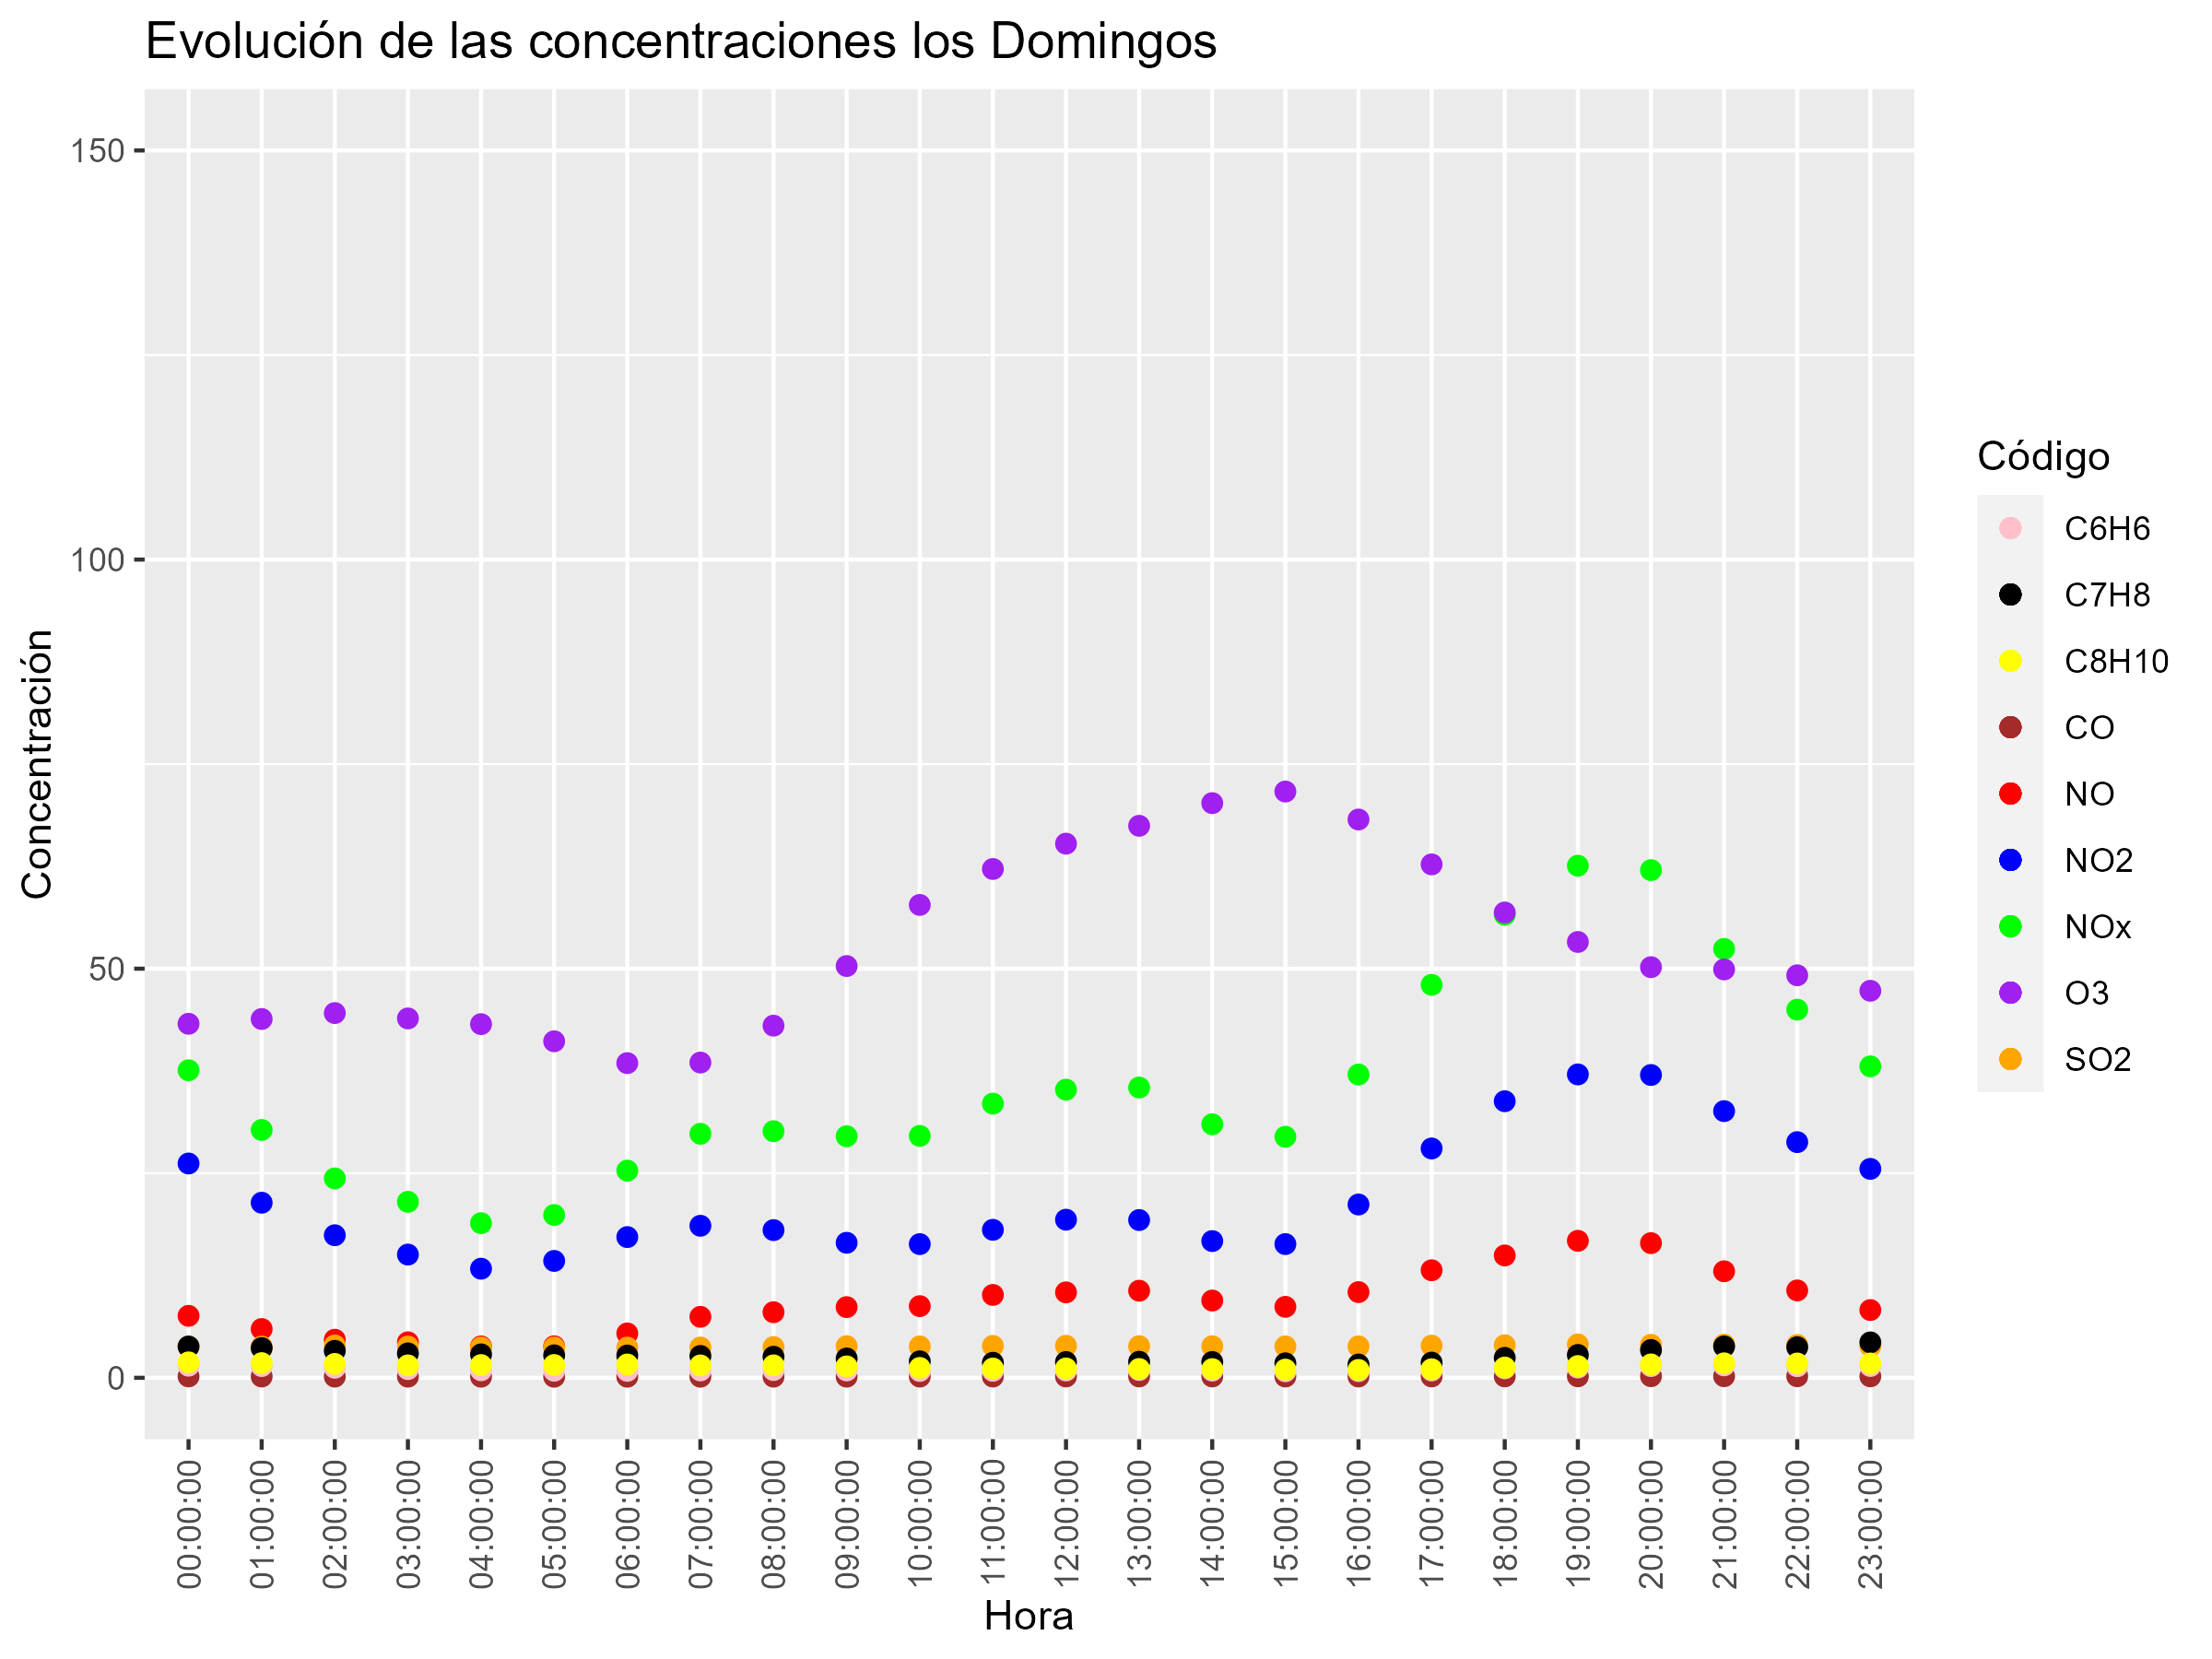 Evolución de las concentraciones los Domingos
Concentración
150
100
50
0
00:00:00
01:00:00
02:00:00
03:00:00
04:00:00
05:00:00
06:00:00
07:00:00
08:00:00
09:00:00
10:00:00
11:00:00
12:00:00
13:00:00
14:00:00
15:00:00
16:00:00
17:00:00
18:00:00
19:00:00
20:00:00
21:00:00
22:00:00
23:00:00
Hora
Código
C6H6
C7H8
C8H10
CO
NO
NO2
NOx
O3
SO2